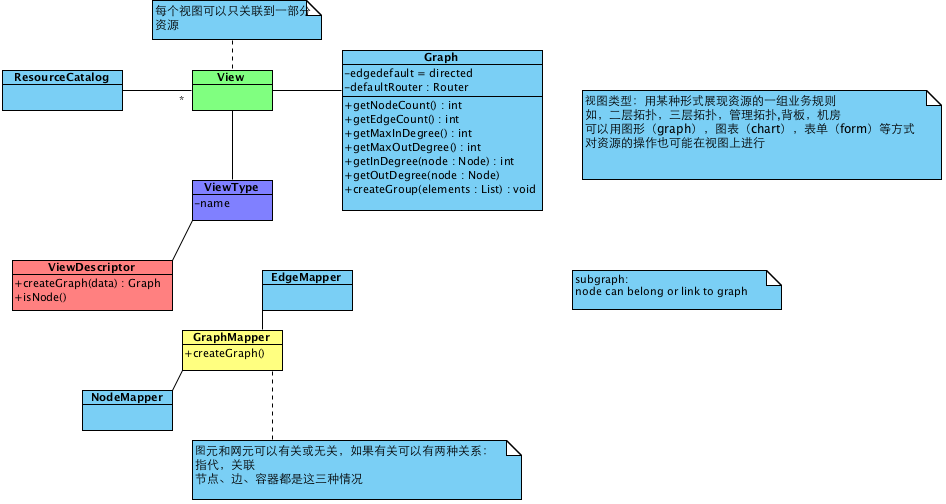 每个视图可以只关联到一部分
资源
ResourceCatalog
*
View
Graph
-edgedefault = directed
-defaultRouter : Router
+getNodeCount() : int
+getEdgeCount() : int
+getMaxInDegree() : int
+getMaxOutDegree() : int
+getInDegree(node : Node) : int
+getOutDegree(node : Node)
+createGroup(elements : List) : void
视图类型：用某种形式展现资源的一组业务规则
如，二层拓扑，三层拓扑，管理拓扑,背板，机房
可以用图形（graph），图表（chart），表单（form）等方式
对资源的操作也可能在视图上进行
ViewType
-name
ViewDescriptor
+createGraph(data) : Graph
+isNode()
EdgeMapper
subgraph:
node can belong or link to graph
GraphMapper
+createGraph()
NodeMapper
图元和网元可以有关或无关，如果有关可以有两种关系：
指代，关联
节点、边、容器都是这三种情况